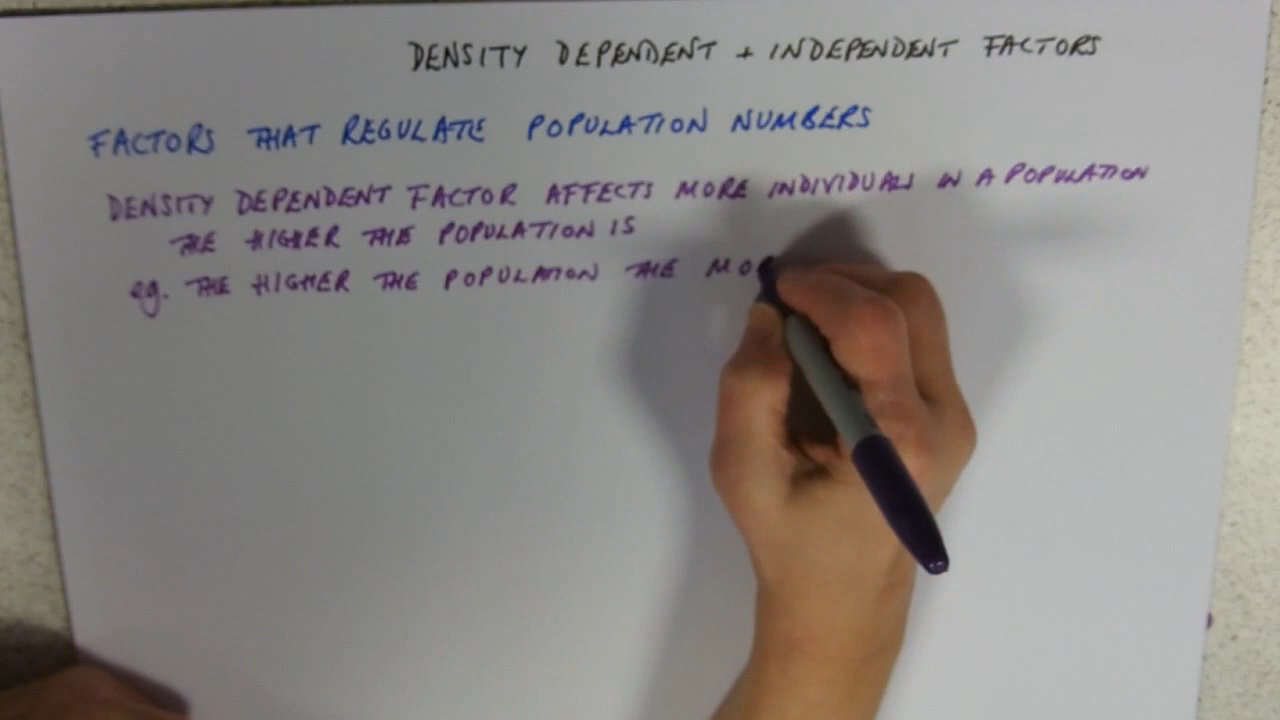 DENSITY DEPENDENT + INDEPENDENT FACTORS
FACTORS THAT REGULATE POPULATION NUMBERS
DENSITY DEPENDENT FACTOR AFFECTS MORE INDIVIDUALS IN A POPULATION
THE HIGHER THE POPULATION IS
eg. THE HIGHER THE POPULATION THE MO